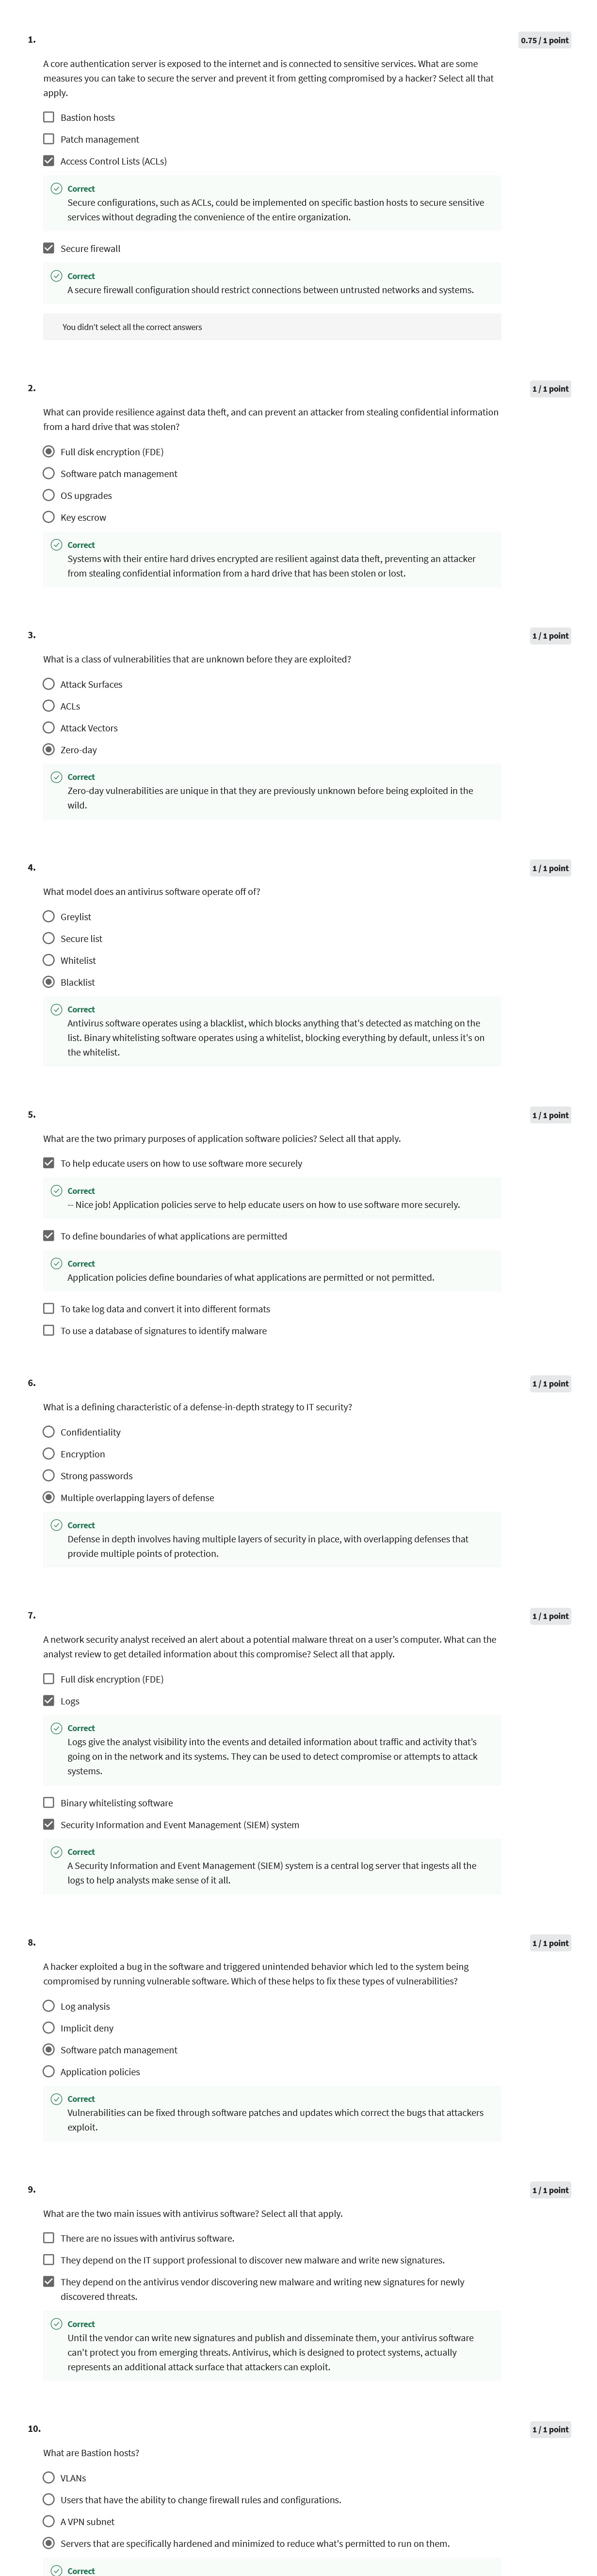 1.
0.75 / 1 point
A core authentication server is exposed to the internet and is connected to sensitive services. What are some
measures you can take to secure the server and prevent it from getting compromised by a hacker? Select all that
apply.
Bastion hosts
Patch management
Access Control Lists (ACLs)
Correct
Secure configurations, such as ACLs, could be implemented on specific bastion hosts to secure sensitive
services without degrading the convenience of the entire organization.
Secure firewall
Correct
A secure firewall configuration should restrict connections between untrusted networks and systems.
You didn't select all the correct answers
2.
1 / 1 point
What can provide resilience against data theft, and can prevent an attacker from stealing confidential information
from a hard drive that was stolen?
Full disk encryption (FDE)
Software patch management
OS upgrades
Key escrow
Correct
Systems with their entire hard drives encrypted are resilient against data theft, preventing an attacker
from stealing confidential information from a hard drive that has been stolen or lost.
3.
1 / 1 point
What is a class of vulnerabilities that are unknown before they are exploited?
Attack Surfaces
ACLs
Attack Vectors
Zero-day
Correct
Zero-day vulnerabilities are unique in that they are previously unknown before being exploited in the
wild.
4.
1 / 1 point
What model does an antivirus software operate off of?
Greylist
Secure list
Whitelist
Blacklist
Correct
Antivirus software operates using a blacklist, which blocks anything that's detected as matching on the
list. Binary whitelisting software operates using a whitelist, blocking everything by default, unless it's on
the whitelist.
5.
1 / 1 point
What are the two primary purposes of application software policies? Select all that apply.
To help educate users on how to use software more securely
Correct
-- Nice job! Application policies serve to help educate users on how to use software more securely.
To define boundaries of what applications are permitted
Correct
Application policies define boundaries of what applications are permitted or not permitted.
To take log data and convert it into different formats
To use a database of signatures to identify malware
6.
1 / 1 point
What is a defining characteristic of a defense-in-depth strategy to IT security?
Confidentiality
Encryption
Strong passwords
Multiple overlapping layers of defense
Correct
Defense in depth involves having multiple layers of security in place, with overlapping defenses that
provide multiple points of protection.
7.
1 / 1 point
A network security analyst received an alert about a potential malware threat on a user's computer. What can the
analyst review to get detailed information about this compromise? Select all that apply.
Full disk encryption (FDE)
Logs
Correct
Logs give the analyst visibility into the events and detailed information about traffic and activity that's
going on in the network and its systems. They can be used to detect compromise or attempts to attack
systems.
Binary whitelisting software
Security Information and Event Management (SIEM) system
Correct
A Security Information and Event Management (SIEM) system is a central log server that ingests all the
logs to help analysts make sense of it all.
8.
1 / 1 point
A hacker exploited a bug in the software and triggered unintended behavior which led to the system being
compromised by running vulnerable software. Which of these helps to fix these types of vulnerabilities?
Log analysis
Implicit deny
Software patch management
Application policies
Correct
Vulnerabilities can be fixed through software patches and updates which correct the bugs that attackers
exploit.
9.
1 / 1 point
What are the two main issues with antivirus software? Select all that apply.
There are no issues with antivirus software.
They depend on the IT support professional to discover new malware and write new signatures.
They depend on the antivirus vendor discovering new malware and writing new signatures for newly
discovered threats.
Correct
Until the vendor can write new signatures and publish and disseminate them, your antivirus software
can't protect you from emerging threats. Antivirus, which is designed to protect systems, actually
represents an additional attack surface that attackers can exploit.
10.
1 / 1 point
What are Bastion hosts?
VLANs
Users that have the ability to change firewall rules and configurations.
A VPN subnet
Servers that are specifically hardened and minimized to reduce what's permitted to run on them.
Correct